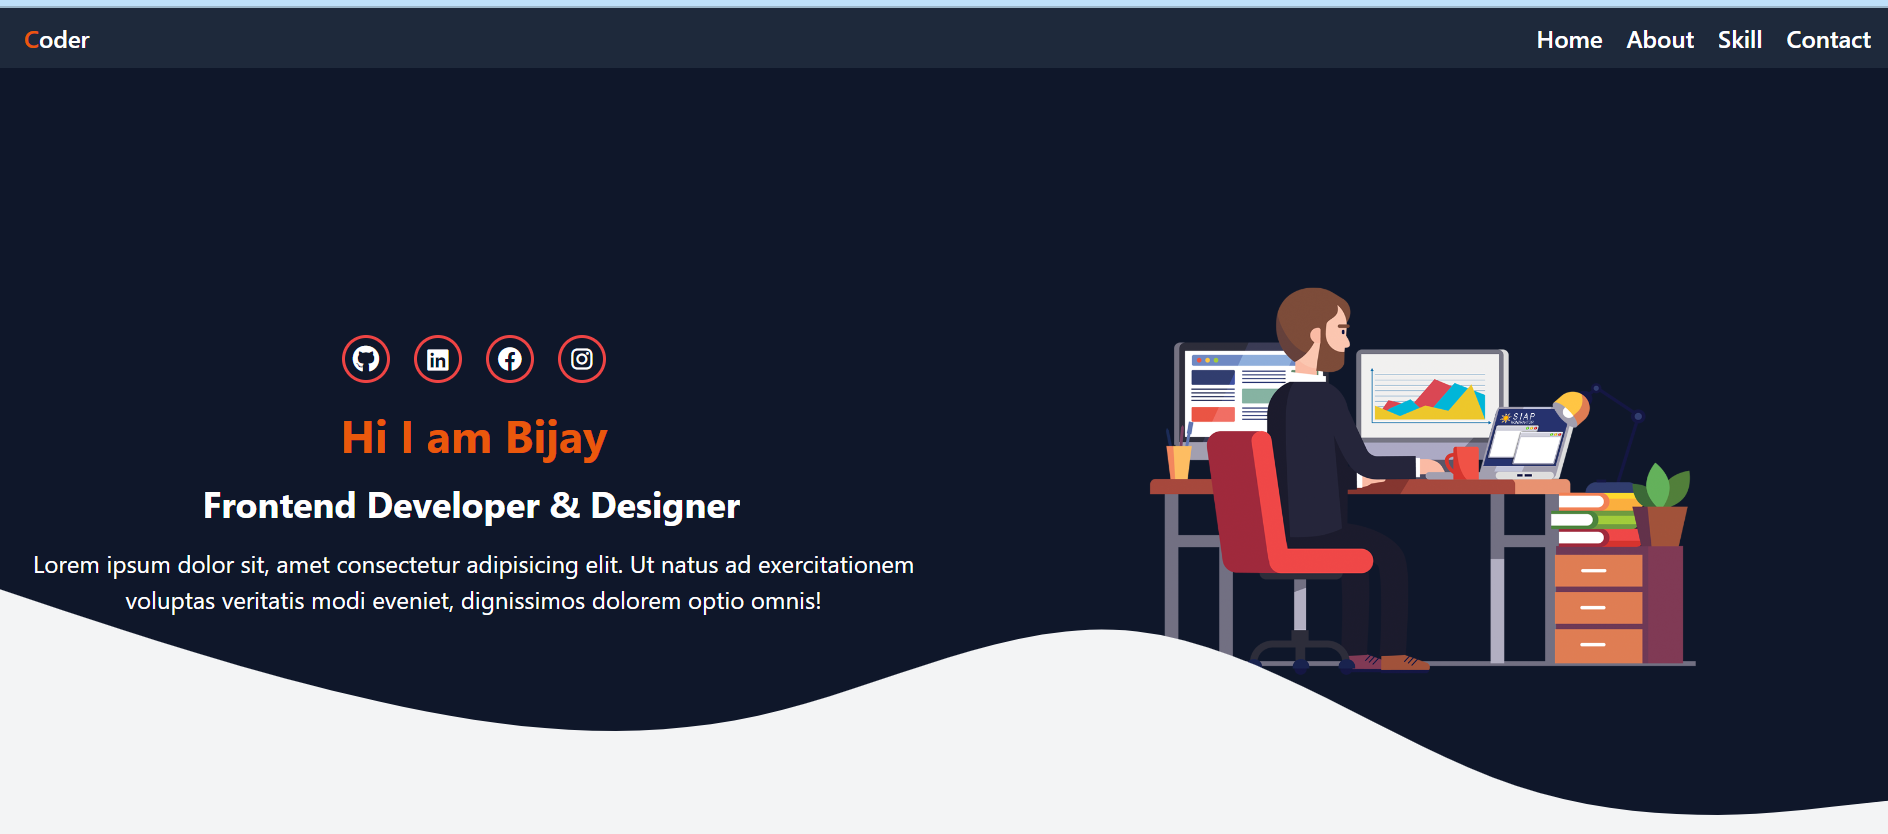 Coder
Home About Skill Contact
Hi I am Bijay
Frontend Developer & Designer
Lorem ipsum dolor sit, amet consectetur adipisicing elit. Ut natus ad exercitationem
voluptas veritatis modi eveniet, dignissimos dolorem optio omnis!
SIAP